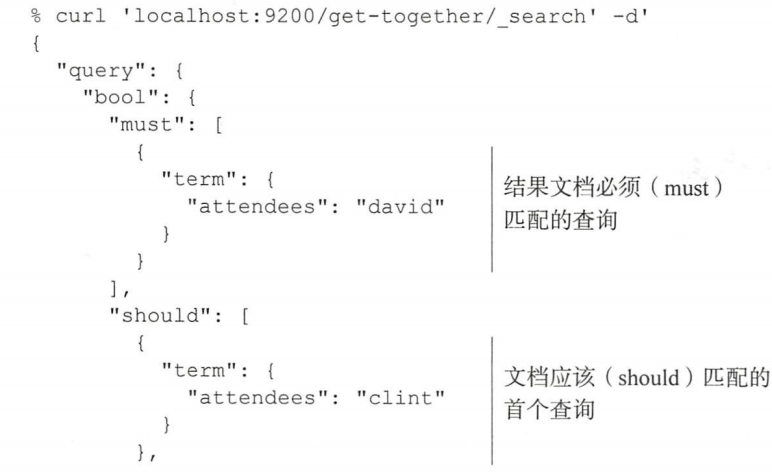 % curl 'localhost:9200/get-together/_search' -d'
{
  "query": {
    "bool": {
      "must": [
        {
          "term": {
            "attendees": "david"
          }
        }
      ],
      "should": [
        {
          "term": {
            "attendees": "clint"
          }
        },
结果文档必须（must）
匹配的查询
文档应该（should）匹配的
首个查询